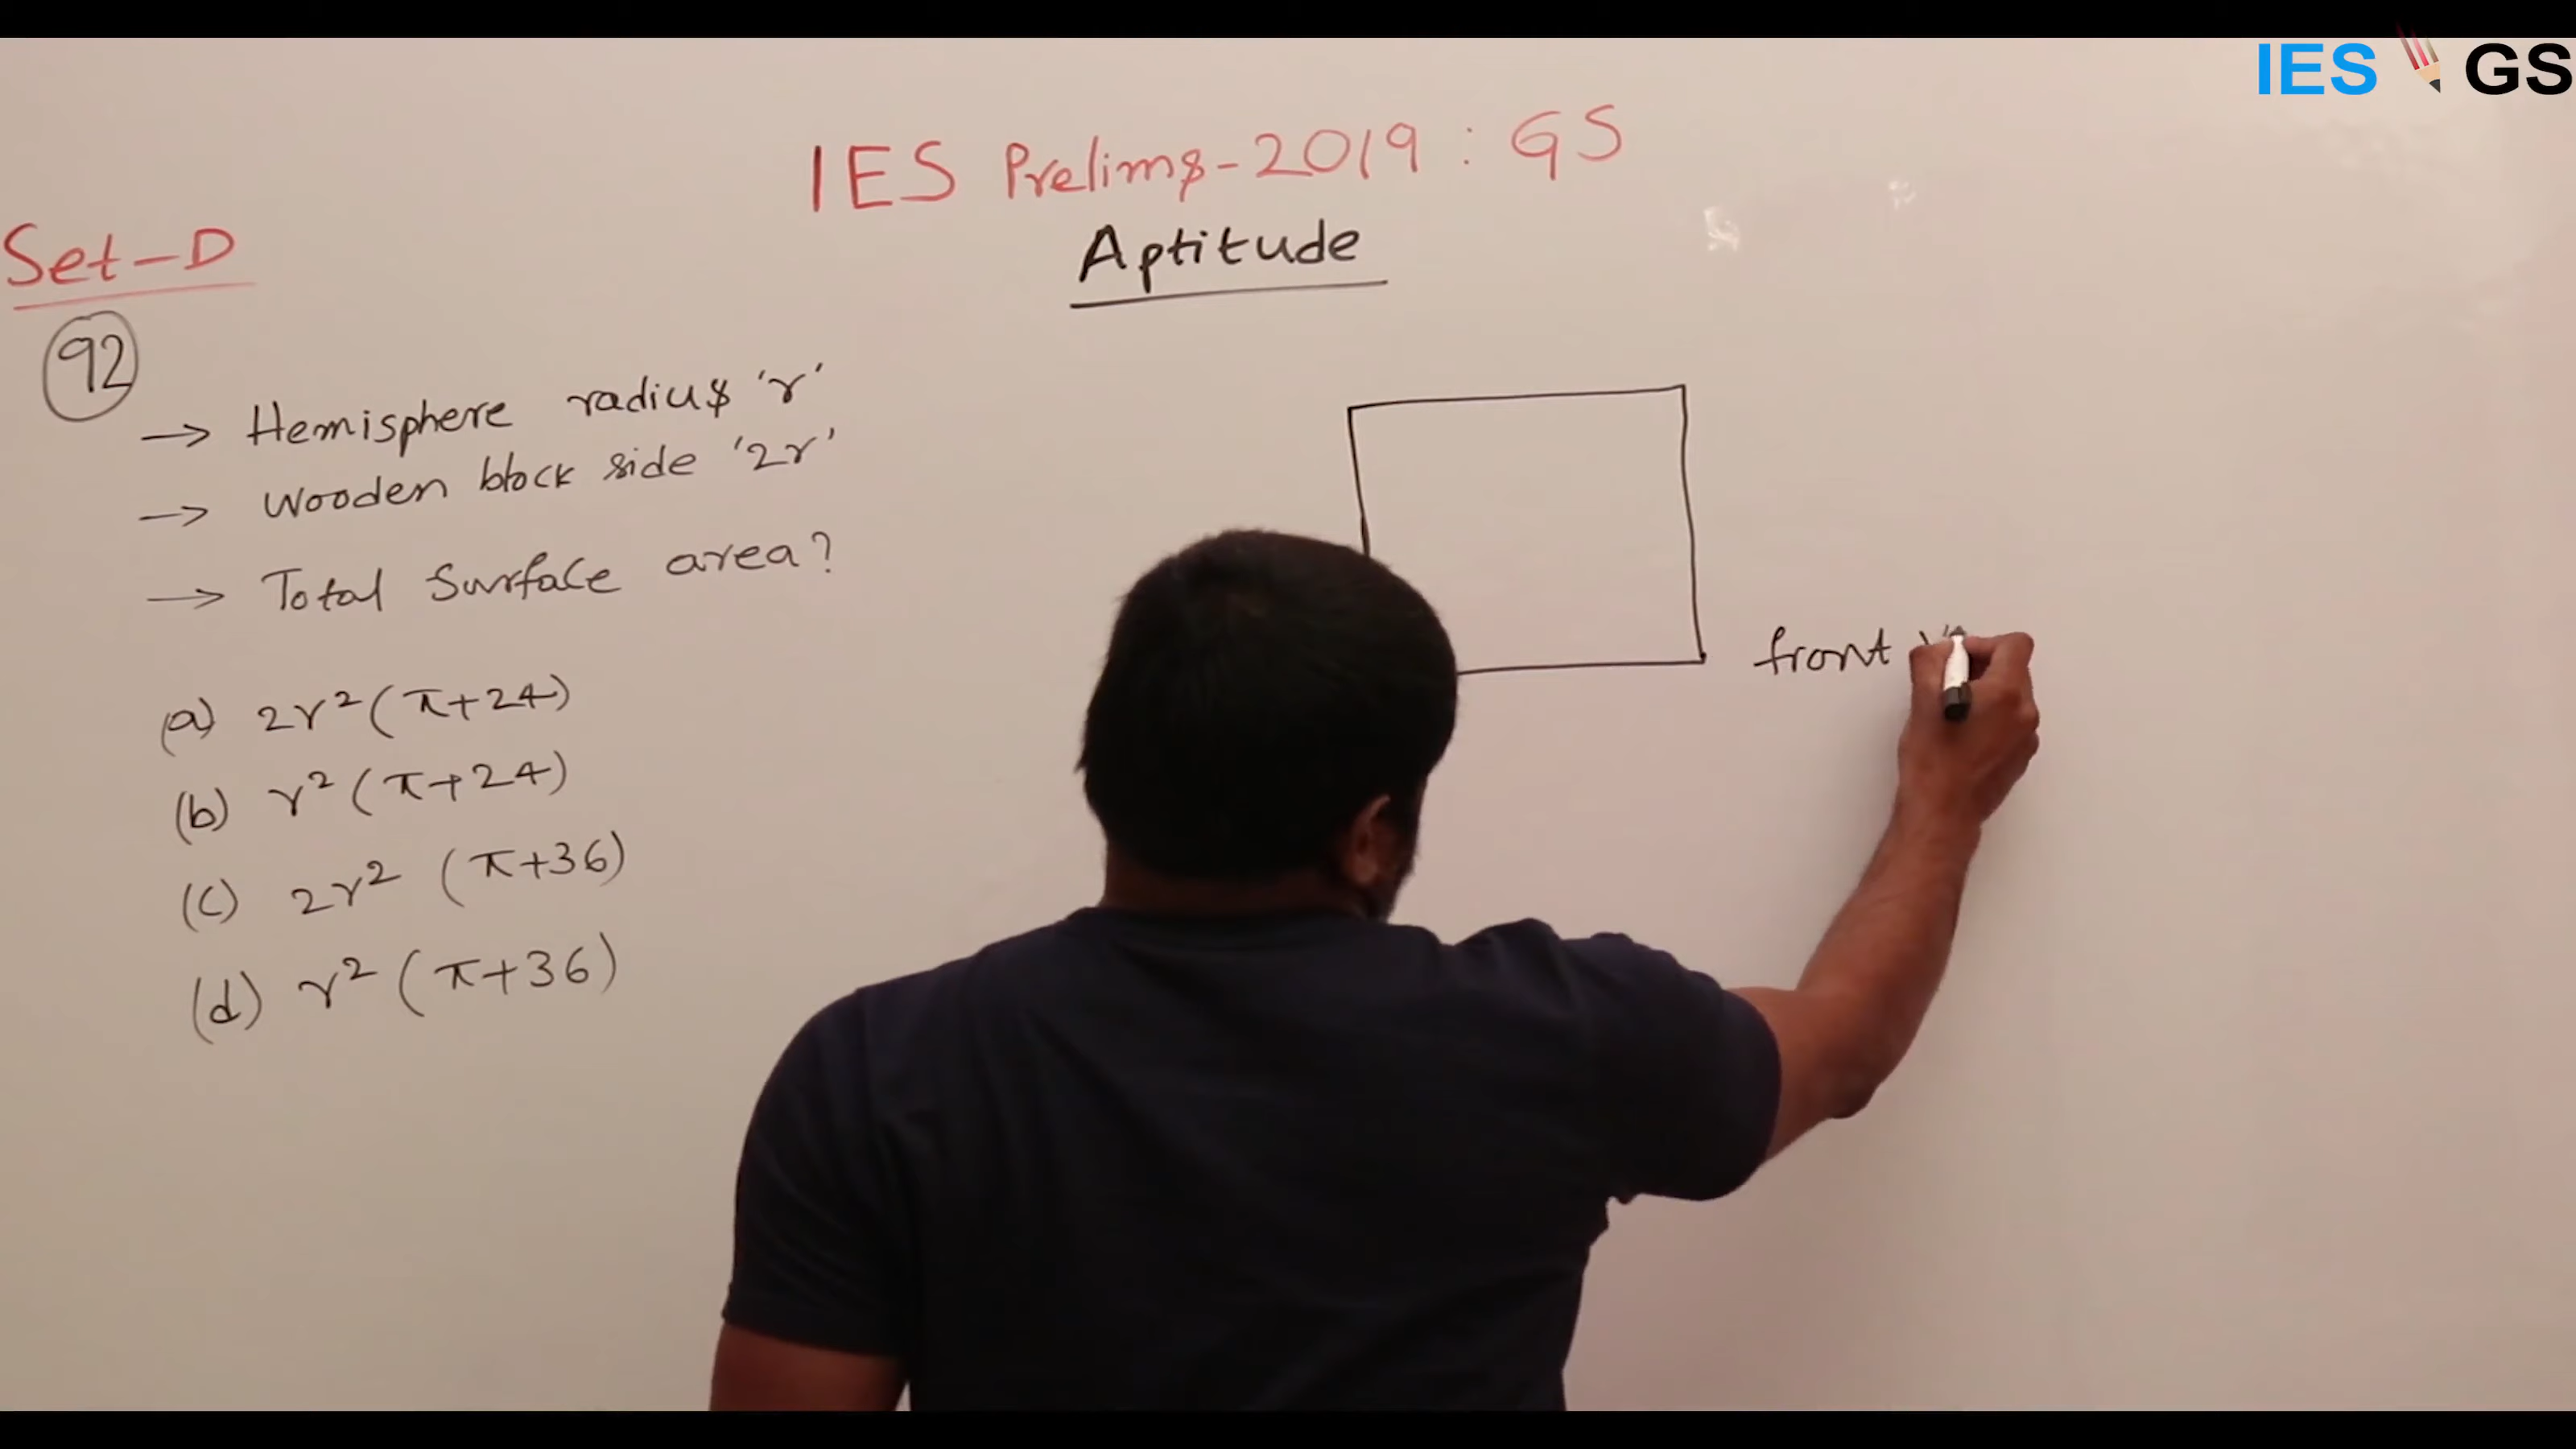 IES GS
IES Prelims-2019 : GS
Aptitude
Set-D
92
→ Hemisphere radius 'r'
→ Wooden block side '2r'
→ Total Surface area?
(a) 2r²(π+24)
(b) r²(π+24)
(c) 2r² (π+36)
(d) r² (π+36)
front